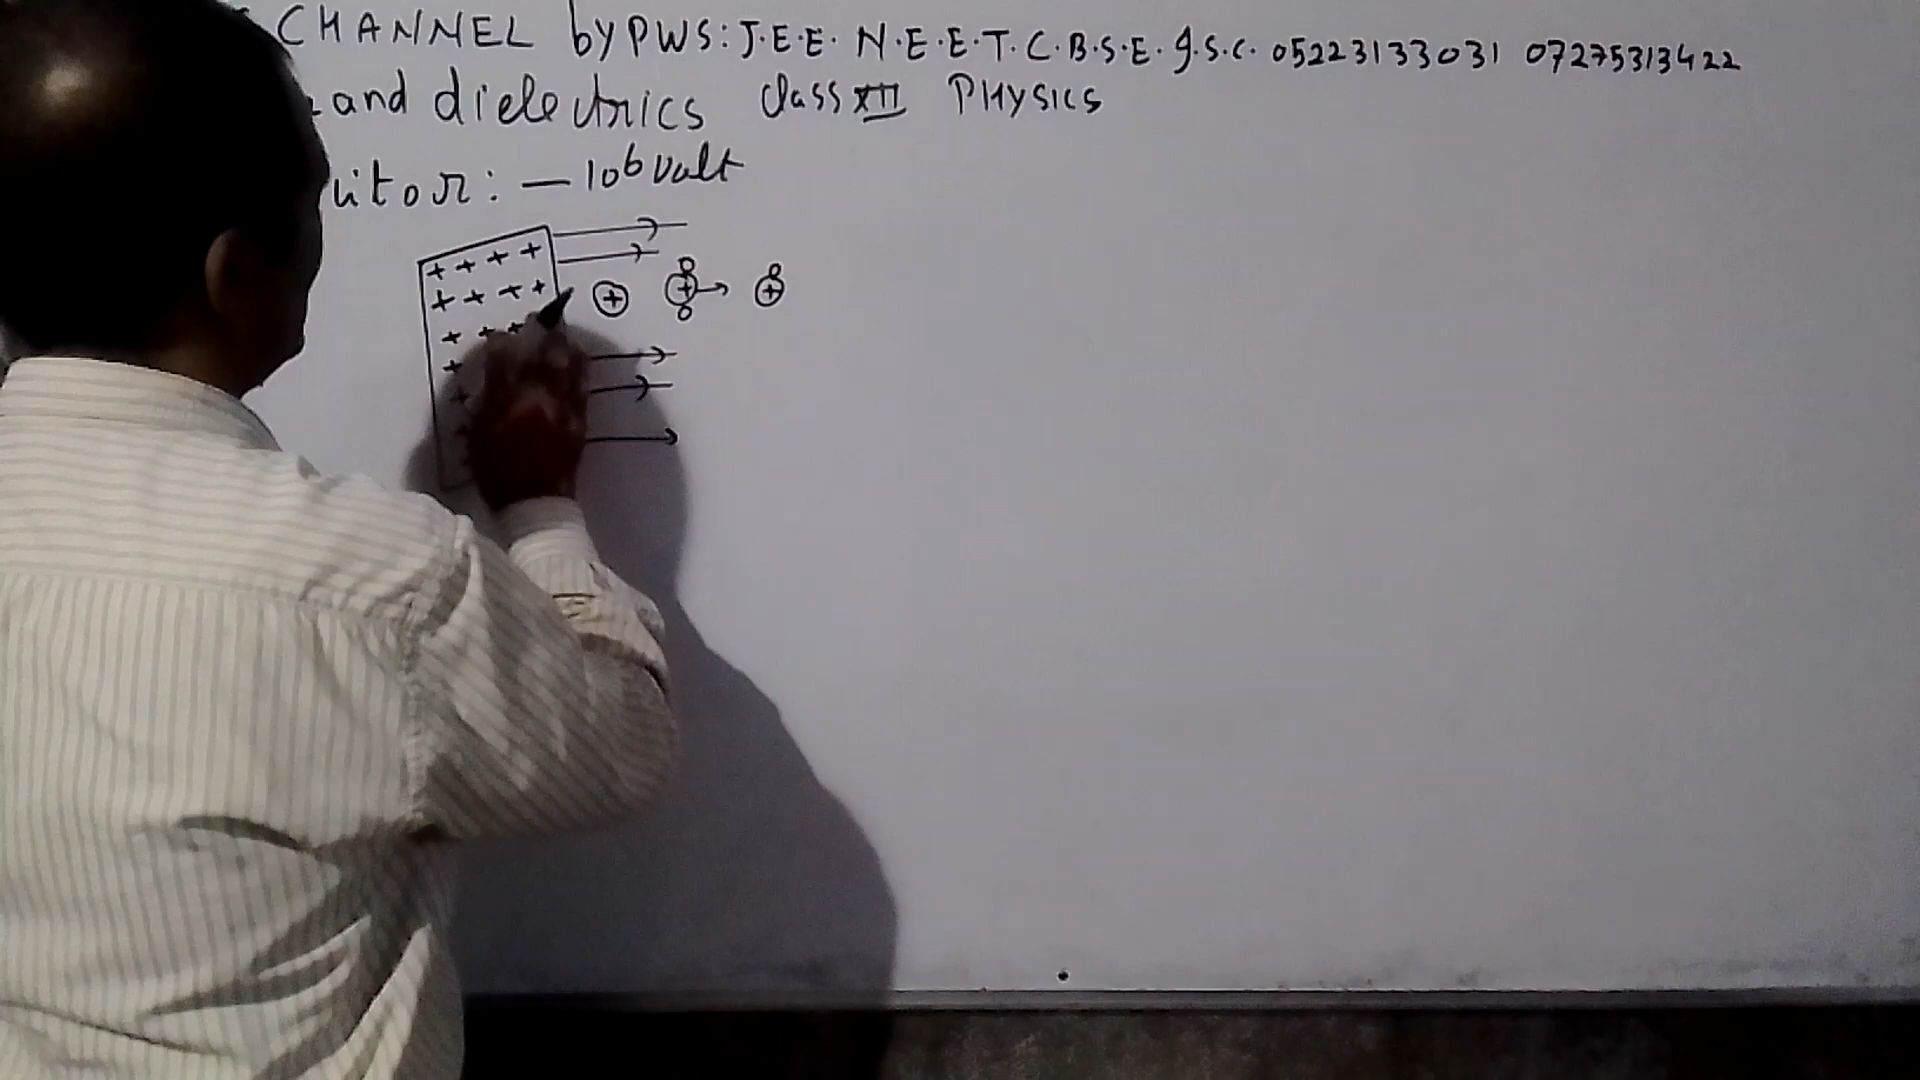 CHANNEL by PWS: J.E.E. N.E.E.T. C.B.S.E. I.S.C. 05223133031 07275313422
and dielectrics Class XII PHYSICS
itor: — 10⁶ Volt
+ + + +
+ + + + + + +
+ + +
+
+